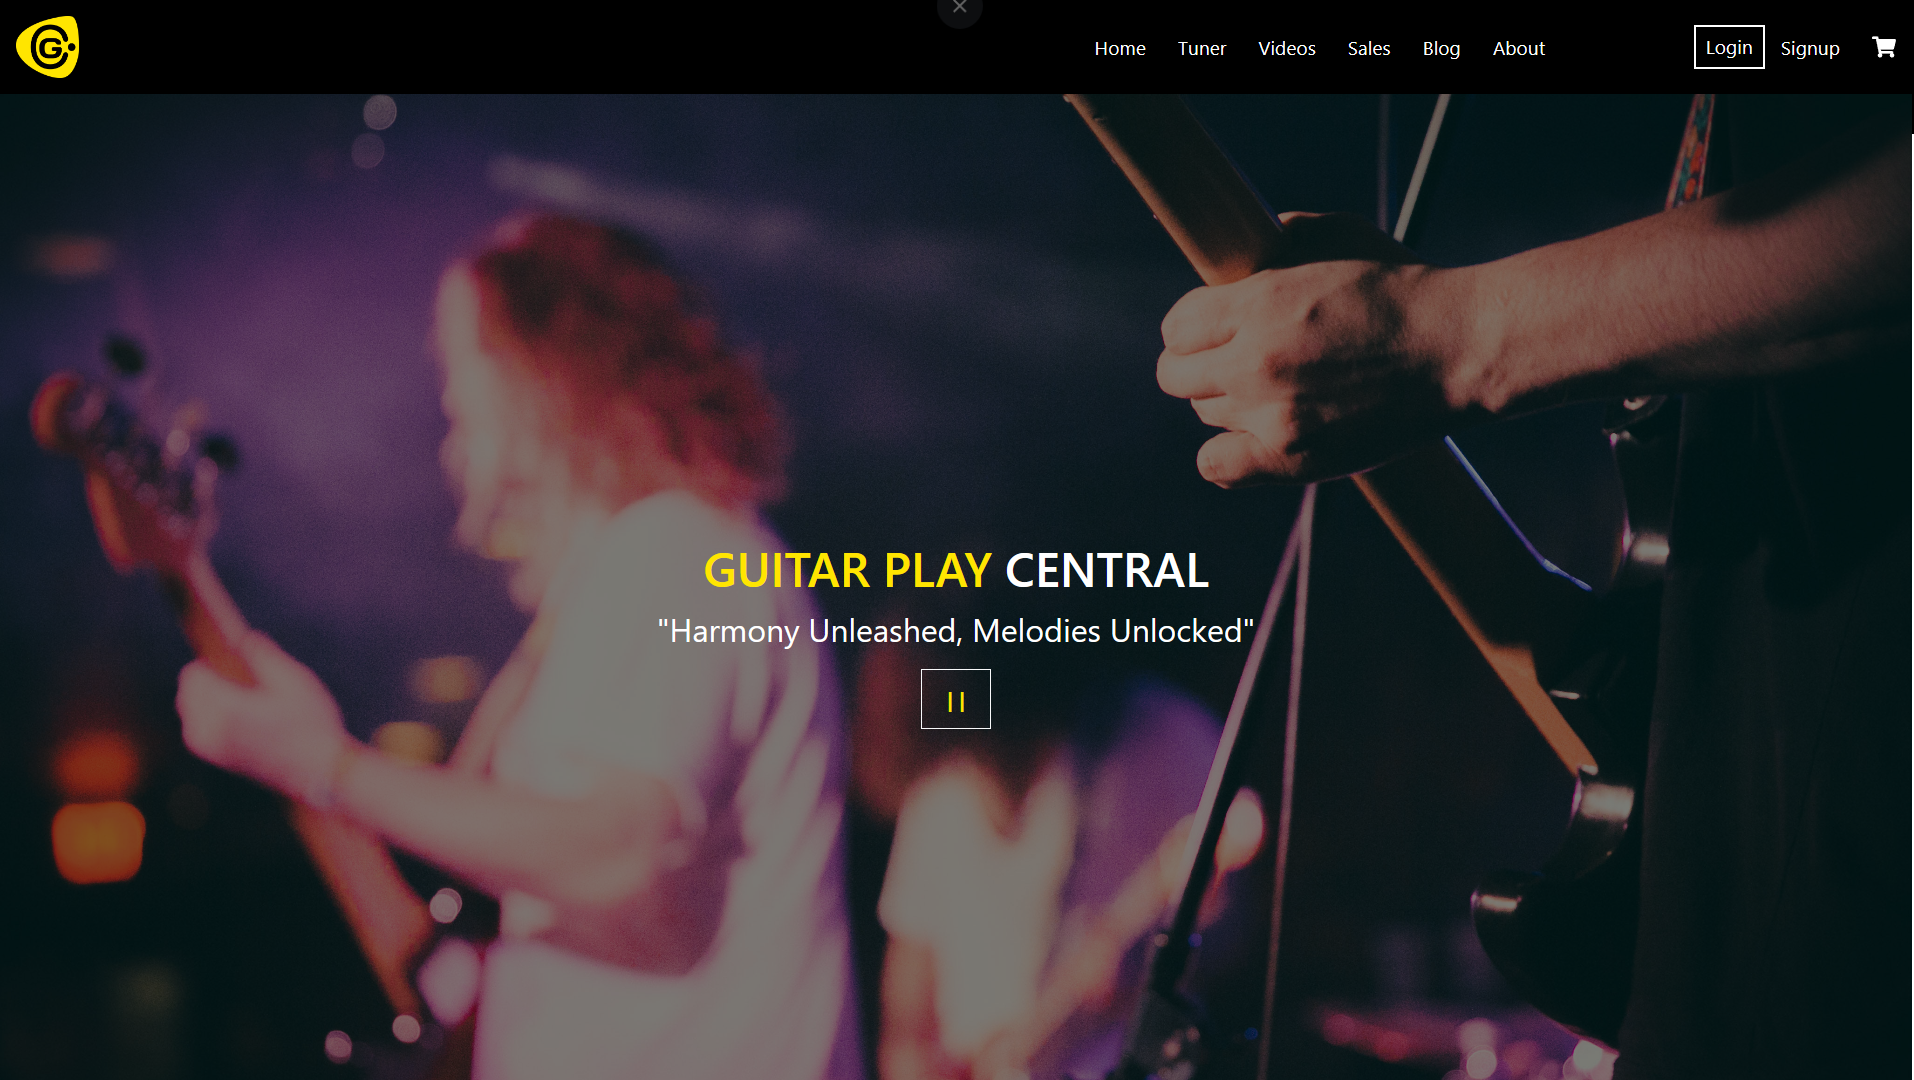 G
Home Tuner Videos Sales Blog About Login Signup
GUITAR PLAY CENTRAL
"Harmony Unleashed, Melodies Unlocked"